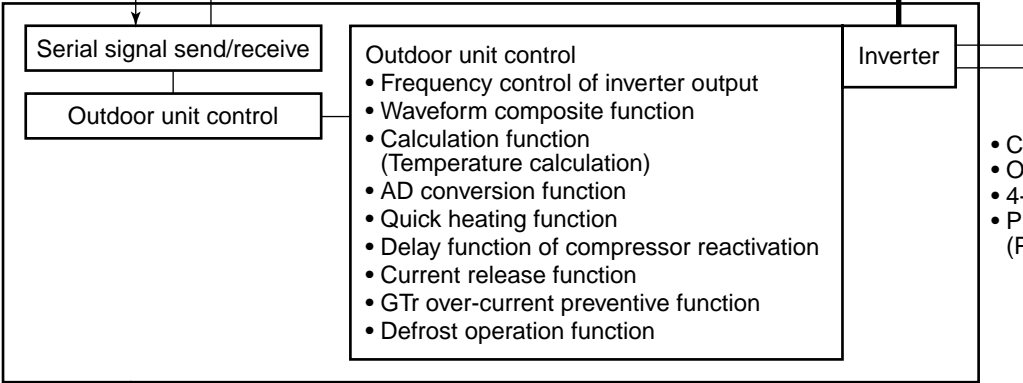 Serial signal send/receive
Outdoor unit control
Outdoor unit control
• Frequency control of inverter output
• Waveform composite function
• Calculation function
(Temperature calculation)
• AD conversion function
• Quick heating function
• Delay function of compressor reactivation
• Current release function
• GTr over-current preventive function
• Defrost operation function
Inverter
• C
• O
• 4-
• P